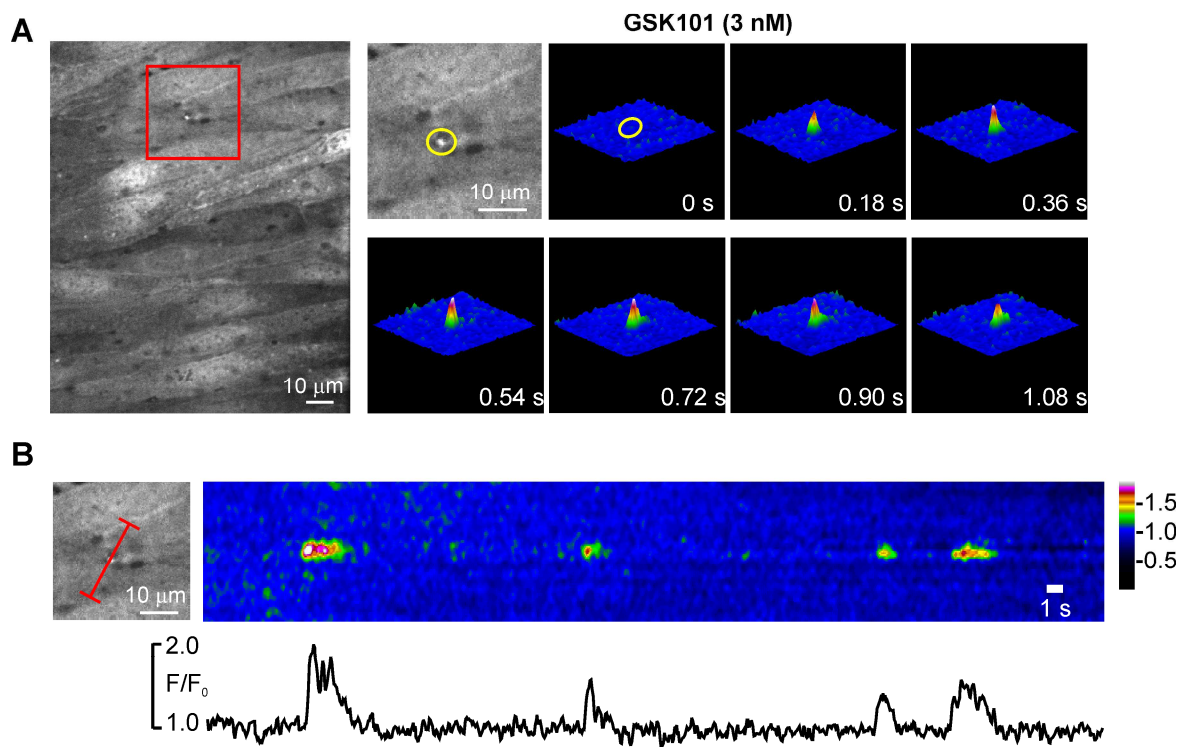 A
GSK101 (3 nM)
10 μm
10 μm
0 s
0.18 s
0.36 s
0.54 s
0.72 s
0.90 s
1.08 s
B
10 μm
1 s
-1.5
-1.0
-0.5
2.0
F/F₀
1.0